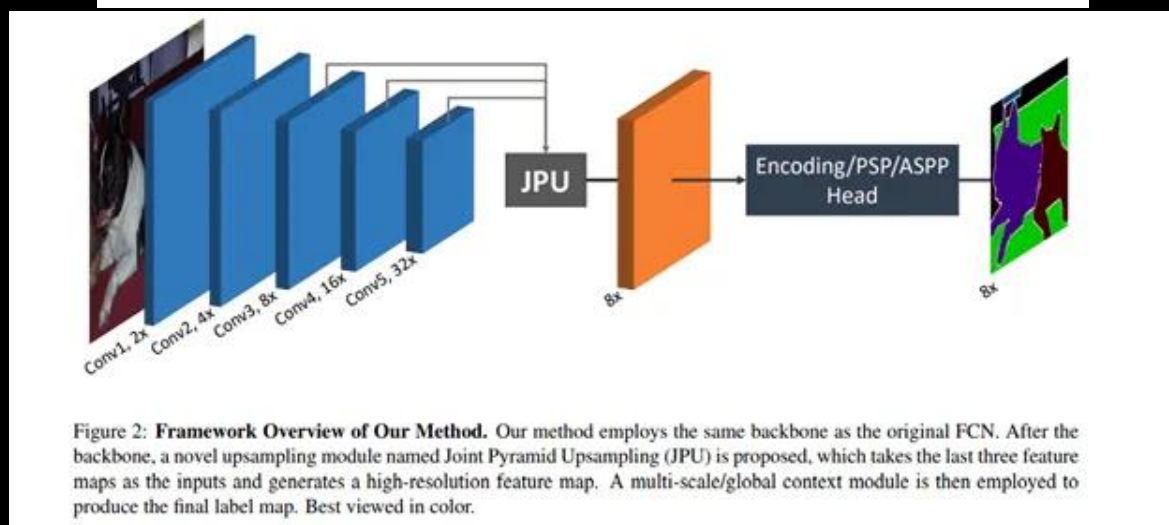 Conv1, 2x
Conv2, 4x
Conv3, 8x
Conv4, 16x
Conv5, 32x
JPU
8x
Encoding/PSP/ASPP
Head
8x
Figure 2: Framework Overview of Our Method. Our method employs the same backbone as the original FCN. After the
backbone, a novel upsampling module named Joint Pyramid Upsampling (JPU) is proposed, which takes the last three feature
maps as the inputs and generates a high-resolution feature map. A multi-scale/global context module is then employed to
produce the final label map. Best viewed in color.